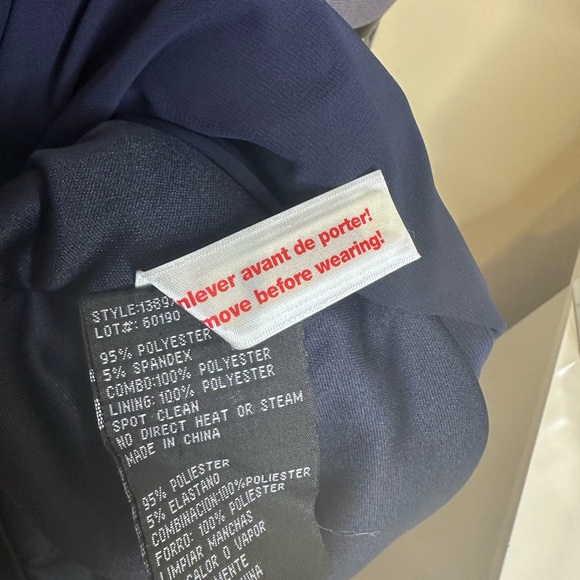 nlever avant de porter!
move before wearing!
STYLE:1389
LOT#: 60190
95% POLYESTER
5% SPANDEX
COMBO:100% POLYESTER
LINING: 100% POLYESTER
SPOT CLEAN
NO DIRECT HEAT OR STEAM
MADE IN CHINA
95% POLIESTER
5% ELASTANO
COMBINACION:100%POLIESTER
FORRO: 100% POLIESTER
LIMPIAR MANCHAS
CALOR O VAPOR